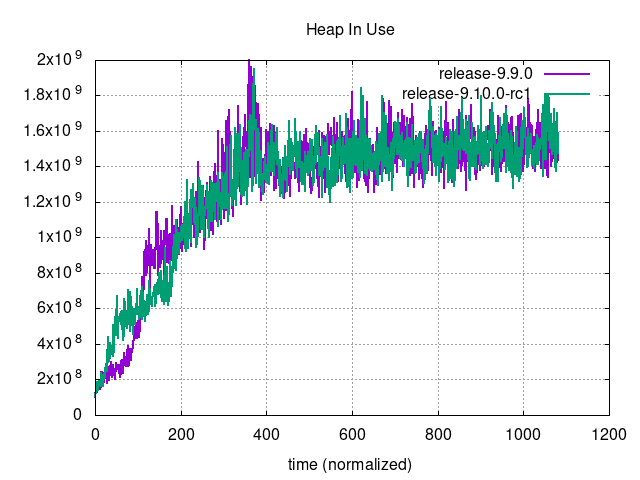 Heap In Use
2x10^9
1.8x10^9
1.6x10^9
1.4x10^9
1.2x10^9
1x10^9
8x10^8
6x10^8
4x10^8
2x10^8
0
release-9.9.0
release-9.10.0-rc1
0 200 400 600 800 1000 1200
time (normalized)